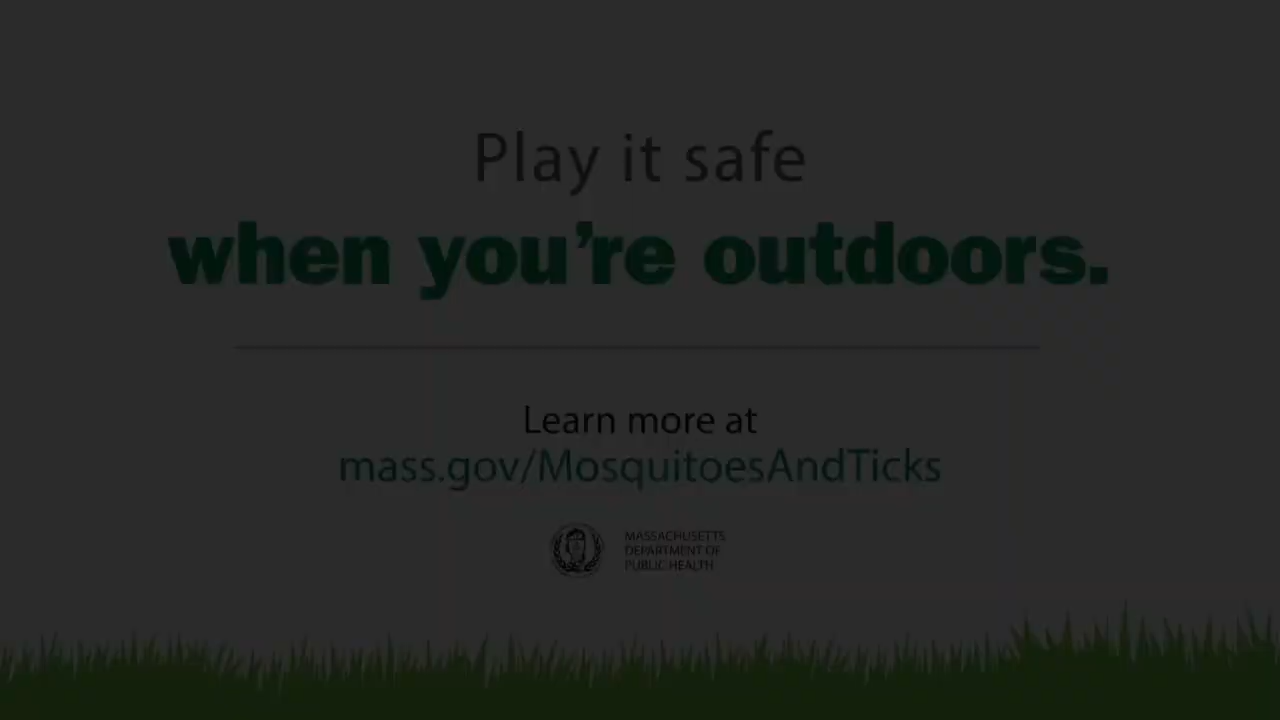 Play it safe
when you're outdoors.
Learn more at
mass.gov/MosquitoesAndTicks
MASSACHUSETTS
DEPARTMENT OF
PUBLIC HEALTH